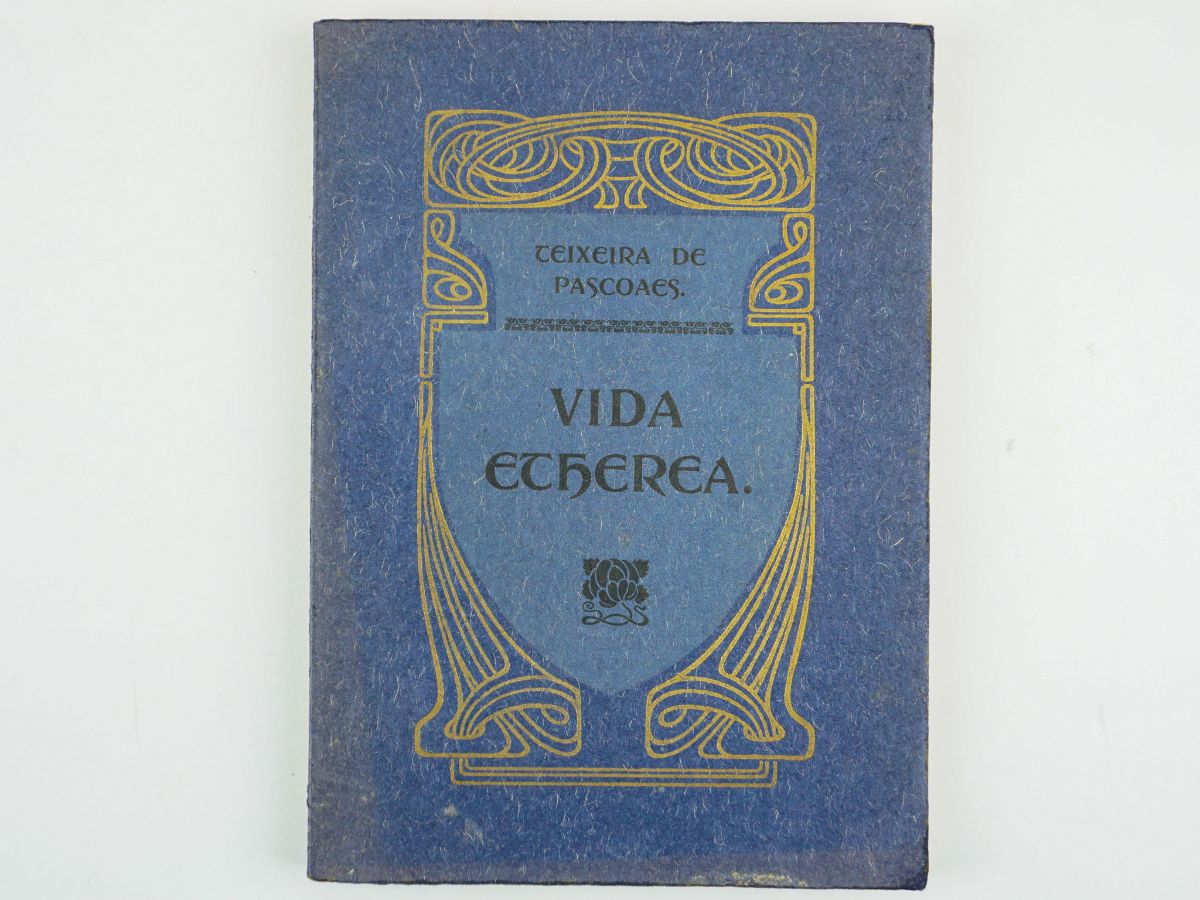 TEIXEIRA DE
PASCOAES.
VIDA
ETHEREA.